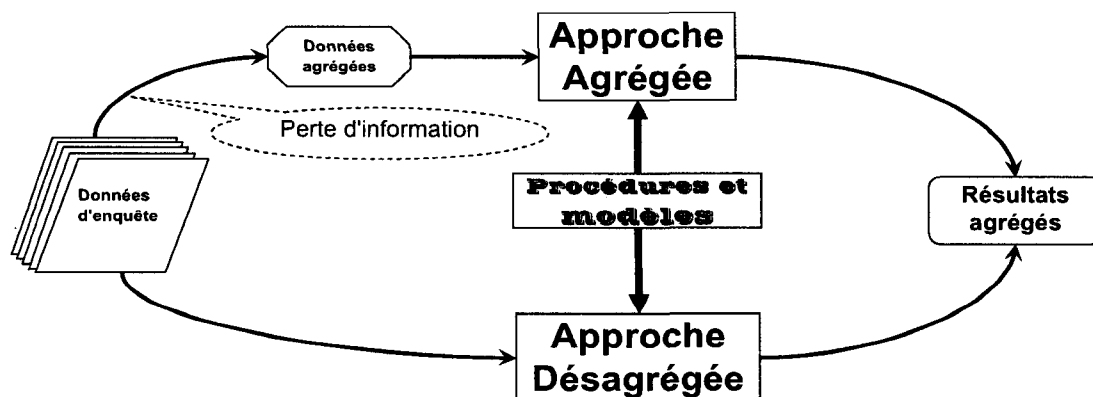 Données
agrégées
Approche
Agrégée
Perte d'information
Données
d'enquête
Procédures et
modèles
Résultats
agrégés
Approche
Désagrégée